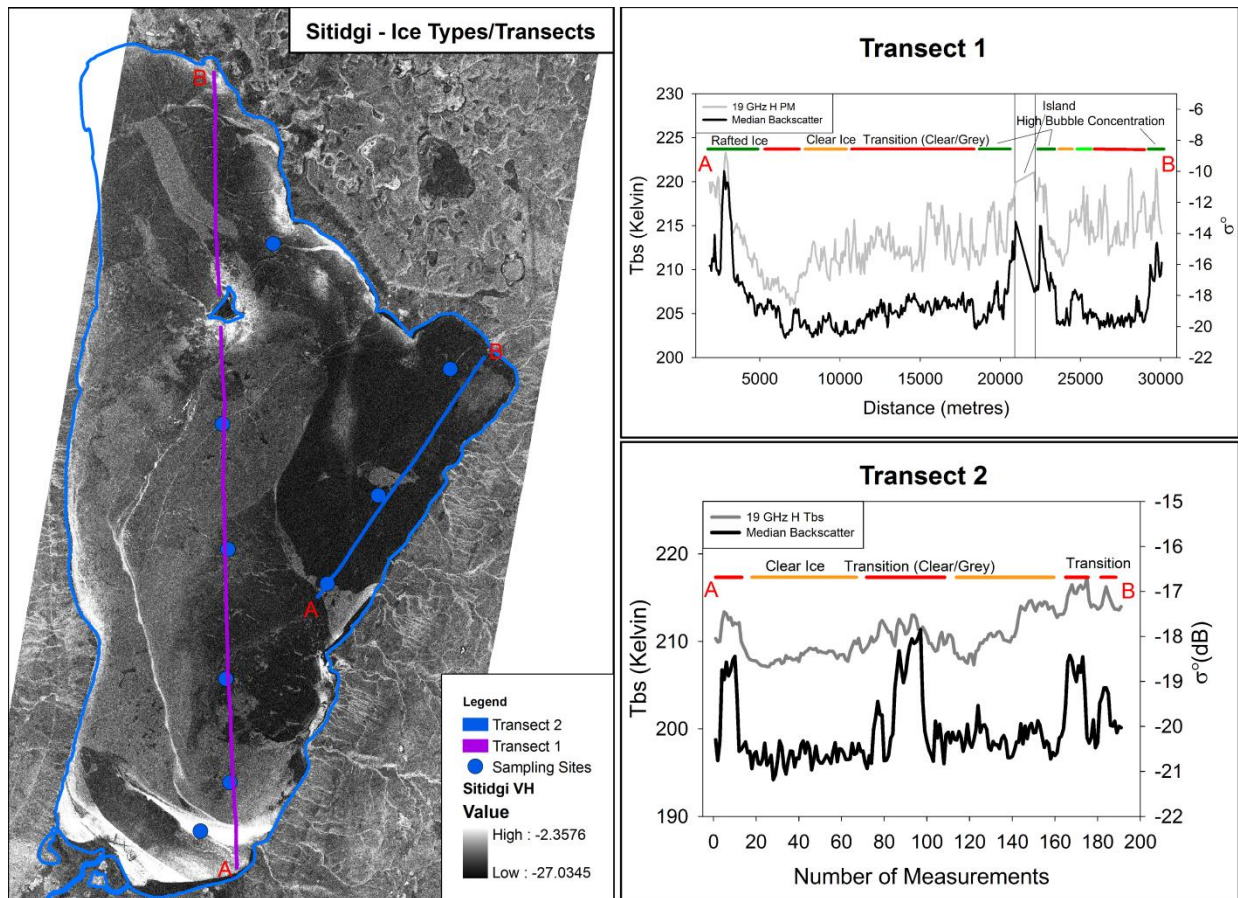 Sitidgi - Ice Types/Transects
B
B
A
A
Legend
Transect 2
Transect 1
Sampling Sites
Sitidgi VH
Value
High : -2.3576
Low : -27.0345
Transect 1
19 GHz H PM
Median Backscatter
Island
High Bubble Concentration
Rafted Ice
Clear Ice
Transition (Clear/Grey)
A
B
230
225
220
215
210
205
200
Tbs (Kelvin)
-6
-8
-10
-12
-14
-16
-18
-20
-22
σ°
5000 10000 15000 20000 25000 30000
Distance (metres)
Transect 2
19 GHz H Tbs
Median Backscatter
Clear Ice
Transition (Clear/Grey)
Transition
A
B
220
210
200
190
Tbs (Kelvin)
-15
-16
-17
-18
-19
-20
-21
-22
σ°(dB)
0 20 40 60 80 100 120 140 160 180 200
Number of Measurements